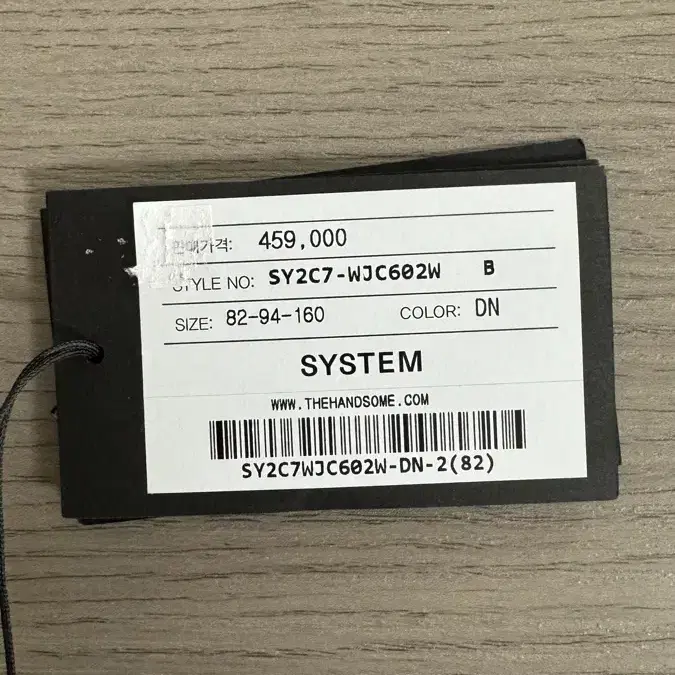 판매가격: 459,000
STYLE NO: SY2C7-WJC602W B
SIZE: 82-94-160 COLOR: DN
SYSTEM
WWW.THEHANDSOME.COM
SY2C7WJC602W-DN-2(82)